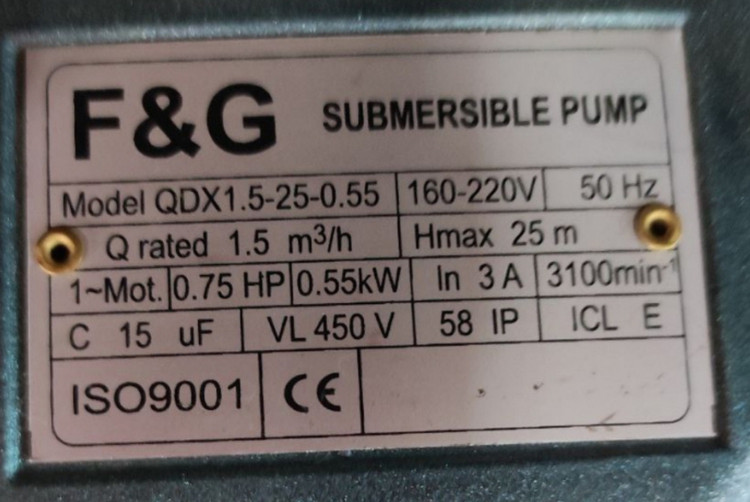 F&G SUBMERSIBLE PUMP
Model QDX1.5-25-0.55 160-220V 50 Hz
Q rated 1.5 m³/h Hmax 25 m
1~Mot. 0.75 HP 0.55kW In 3 A 3100min⁻¹
C 15 uF VL 450 V 58 IP ICL E
ISO9001 CE